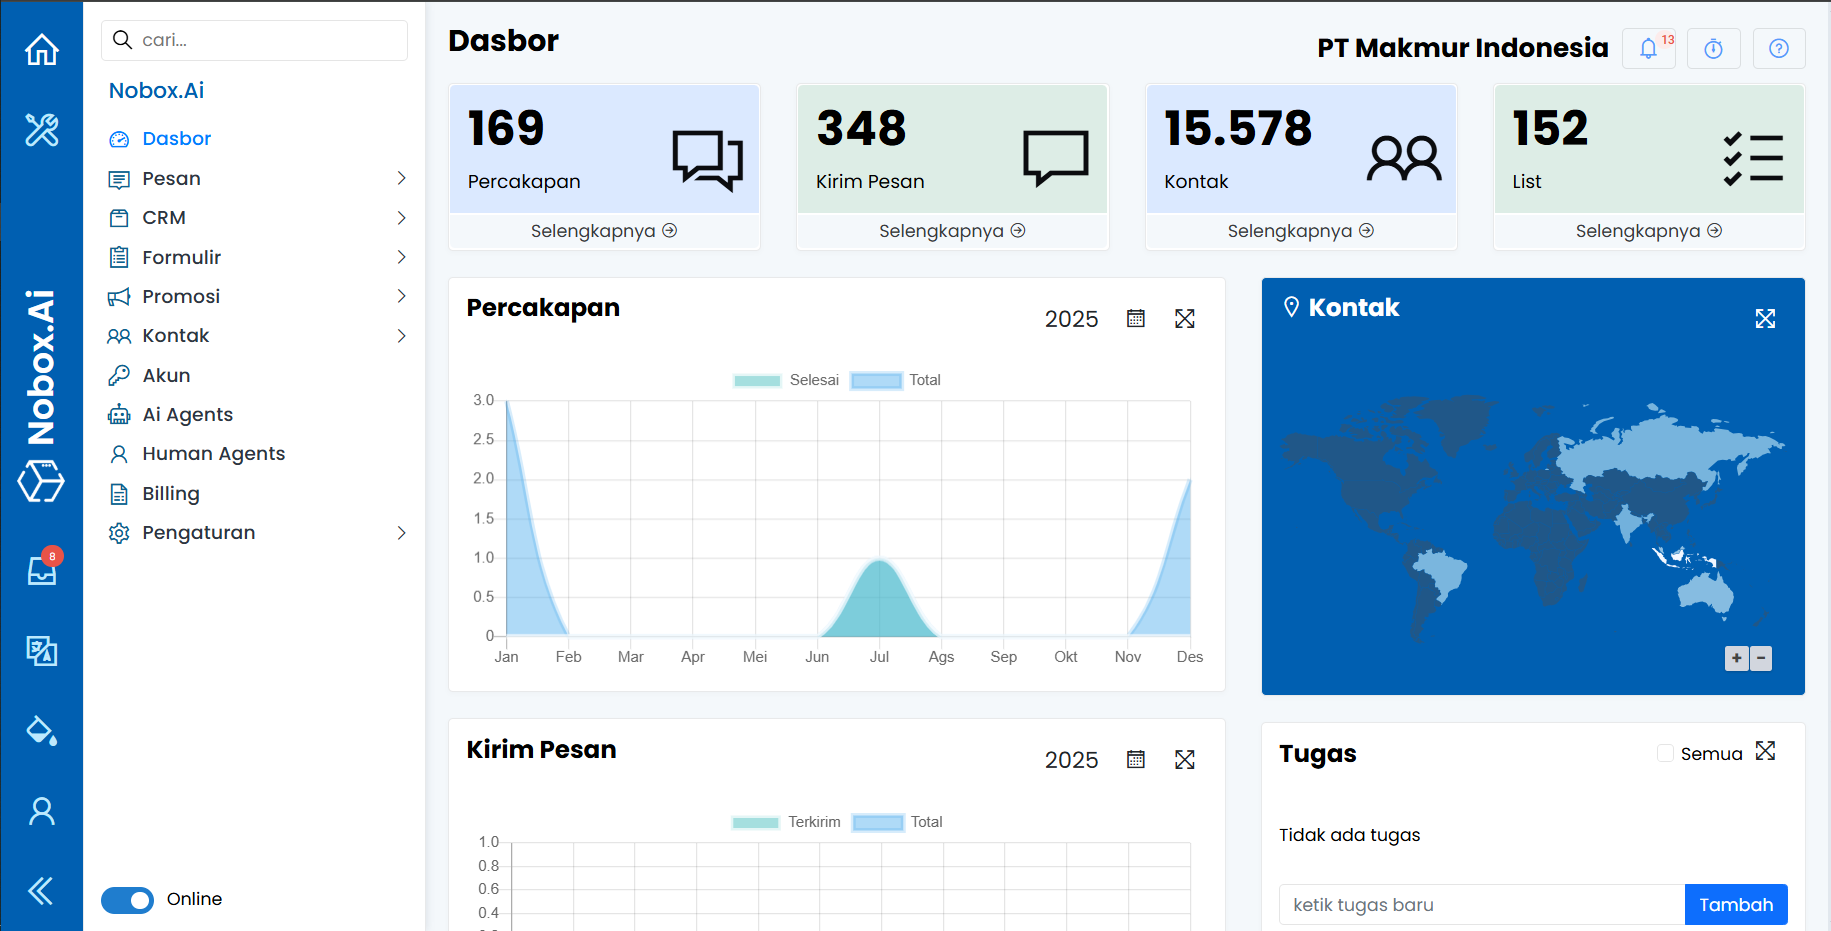 cari...
Nobox.Ai
Dasbor
Pesan
CRM
Formulir
Promosi
Kontak
Akun
Ai Agents
Human Agents
Billing
Pengaturan
Online
Nobox.Ai
8
Dasbor
PT Makmur Indonesia
13
169
Percakapan
Selengkapnya
348
Kirim Pesan
Selengkapnya
15.578
Kontak
Selengkapnya
152
List
Selengkapnya
Percakapan
2025
Selesai Total
3.0
2.5
2.0
1.5
1.0
0.5
0
Jan Feb Mar Apr Mei Jun Jul Ags Sep Okt Nov Des
Kontak
+ −
Kirim Pesan
2025
Terkirim Total
1.0
0.8
0.6
0.4
Tugas
Semua
Tidak ada tugas
ketik tugas baru
Tambah